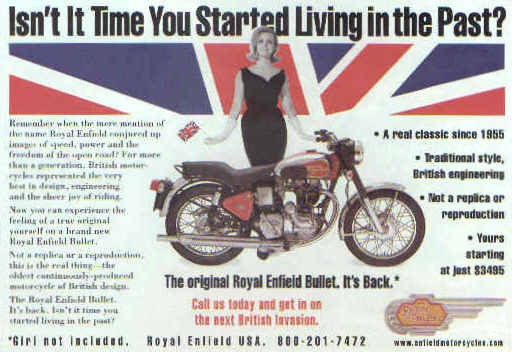 Isn't It Time You Started Living in the Past?
Remember when the mere mention of
the name Royal Enfield conjured up
images of speed, power and the
freedom of the open road? For more
than a generation, British motor-
cycles represented the very
best in design, engineering
and the sheer joy of riding.
Now you can experience the
feeling of a true original
yourself on a brand new
Royal Enfield Bullet.
Not a replica or a reproduction,
this is the real thing—the
oldest continuously-produced
motorcycle of British design.
The Royal Enfield Bullet.
It's back. Isn't it time you
started living in the past?
• A real classic since 1955
• Traditional style,
British engineering
• Not a replica or
reproduction
• Yours
starting
at just $3495
The original Royal Enfield Bullet. It's Back.*
Call us today and get in on
the next British Invasion.
Royal
Enfield
*Girl not included. Royal Enfield USA. 800-201-7472
www.enfieldmotorcycles.com